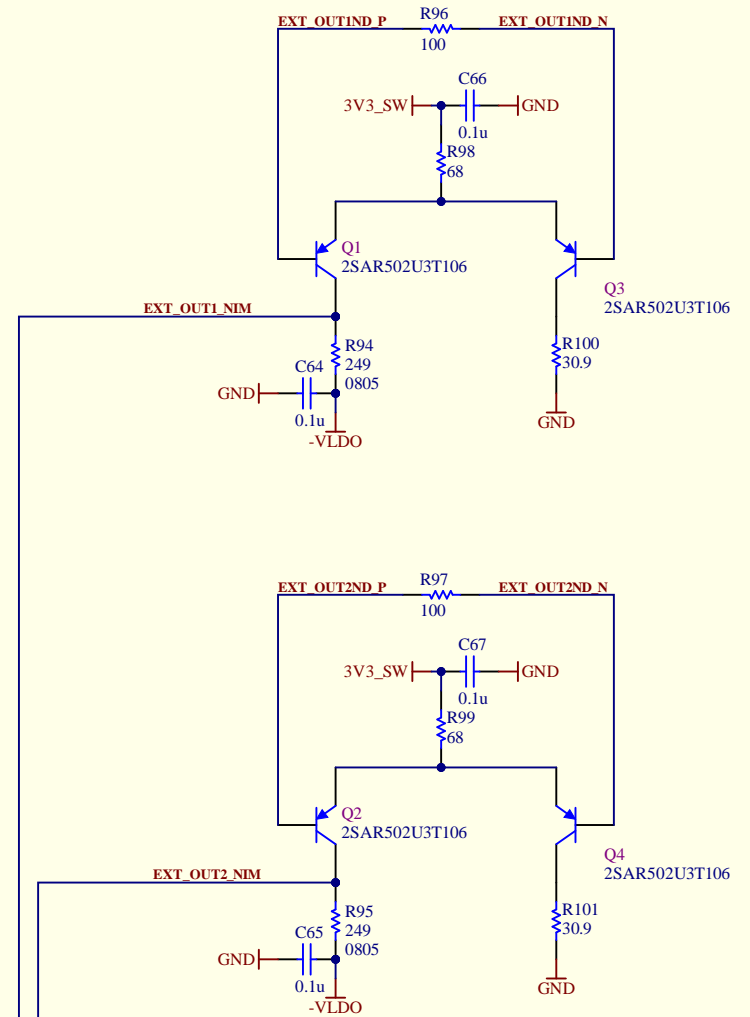 R96
EXT_OUT1ND_P
EXT_OUT1ND_N
100
C66
3V3_SW
GND
0.1u
R98
68
Q1
2SAR502U3T106
Q3
2SAR502U3T106
EXT_OUT1_NIM
R94
249
0805
R100
30.9
C64
GND
0.1u
-VLDO
GND
R97
EXT_OUT2ND_P
EXT_OUT2ND_N
100
C67
3V3_SW
GND
0.1u
R99
68
Q2
2SAR502U3T106
Q4
2SAR502U3T106
EXT_OUT2_NIM
R95
249
0805
R101
30.9
C65
GND
0.1u
-VLDO
GND